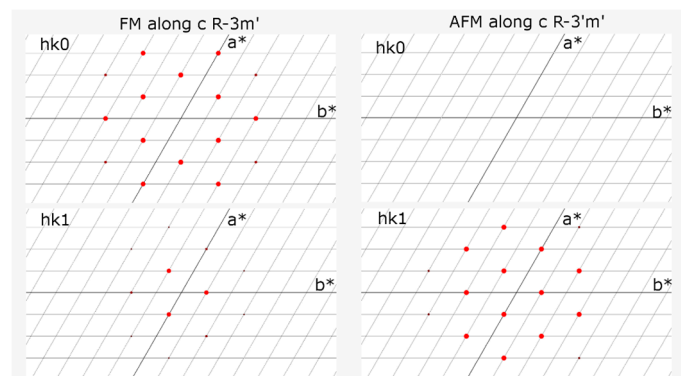 FM along c R-3m'
AFM along c R-3'm'
hk0
a*
b*
hk0
a*
b*
hk1
a*
b*
hk1
a*
b*